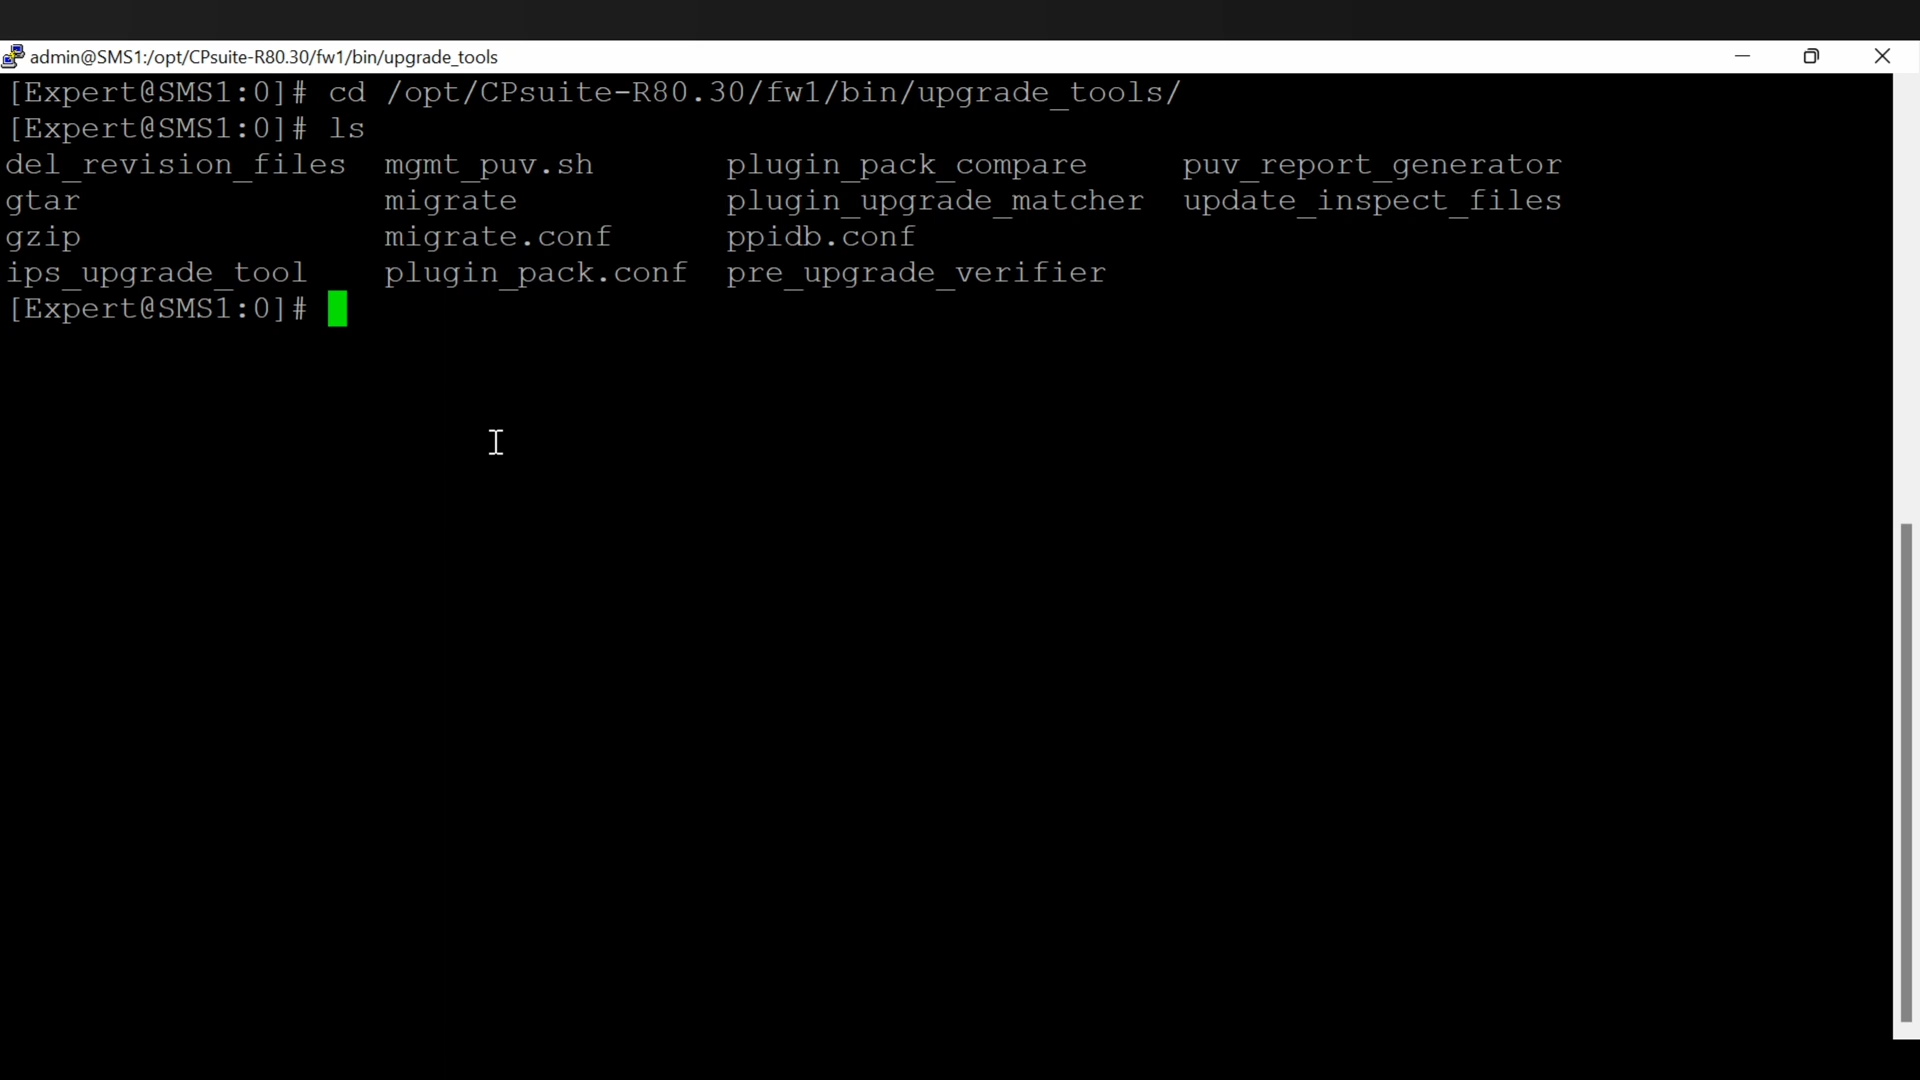 admin@SMS1:/opt/CPsuite-R80.30/fw1/bin/upgrade_tools
[Expert@SMS1:0]# cd /opt/CPsuite-R80.30/fw1/bin/upgrade_tools/
[Expert@SMS1:0]# ls
del_revision_files  mgmt_puv.sh       plugin_pack_compare     puv_report_generator
gtar                migrate           plugin_upgrade_matcher  update_inspect_files
gzip                migrate.conf      ppidb.conf
ips_upgrade_tool    plugin_pack.conf  pre_upgrade_verifier
[Expert@SMS1:0]#